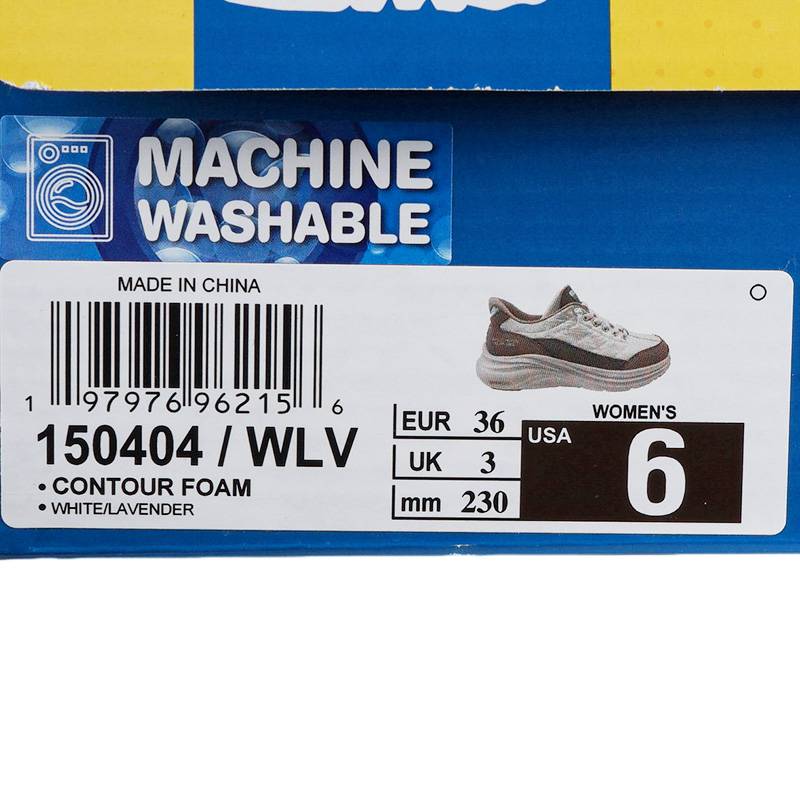 MACHINE
WASHABLE
MADE IN CHINA
1 97976 96215 6
150404 / WLV
• CONTOUR FOAM
• WHITE/LAVENDER
EUR 36
UK 3
mm 230
WOMEN'S
USA 6